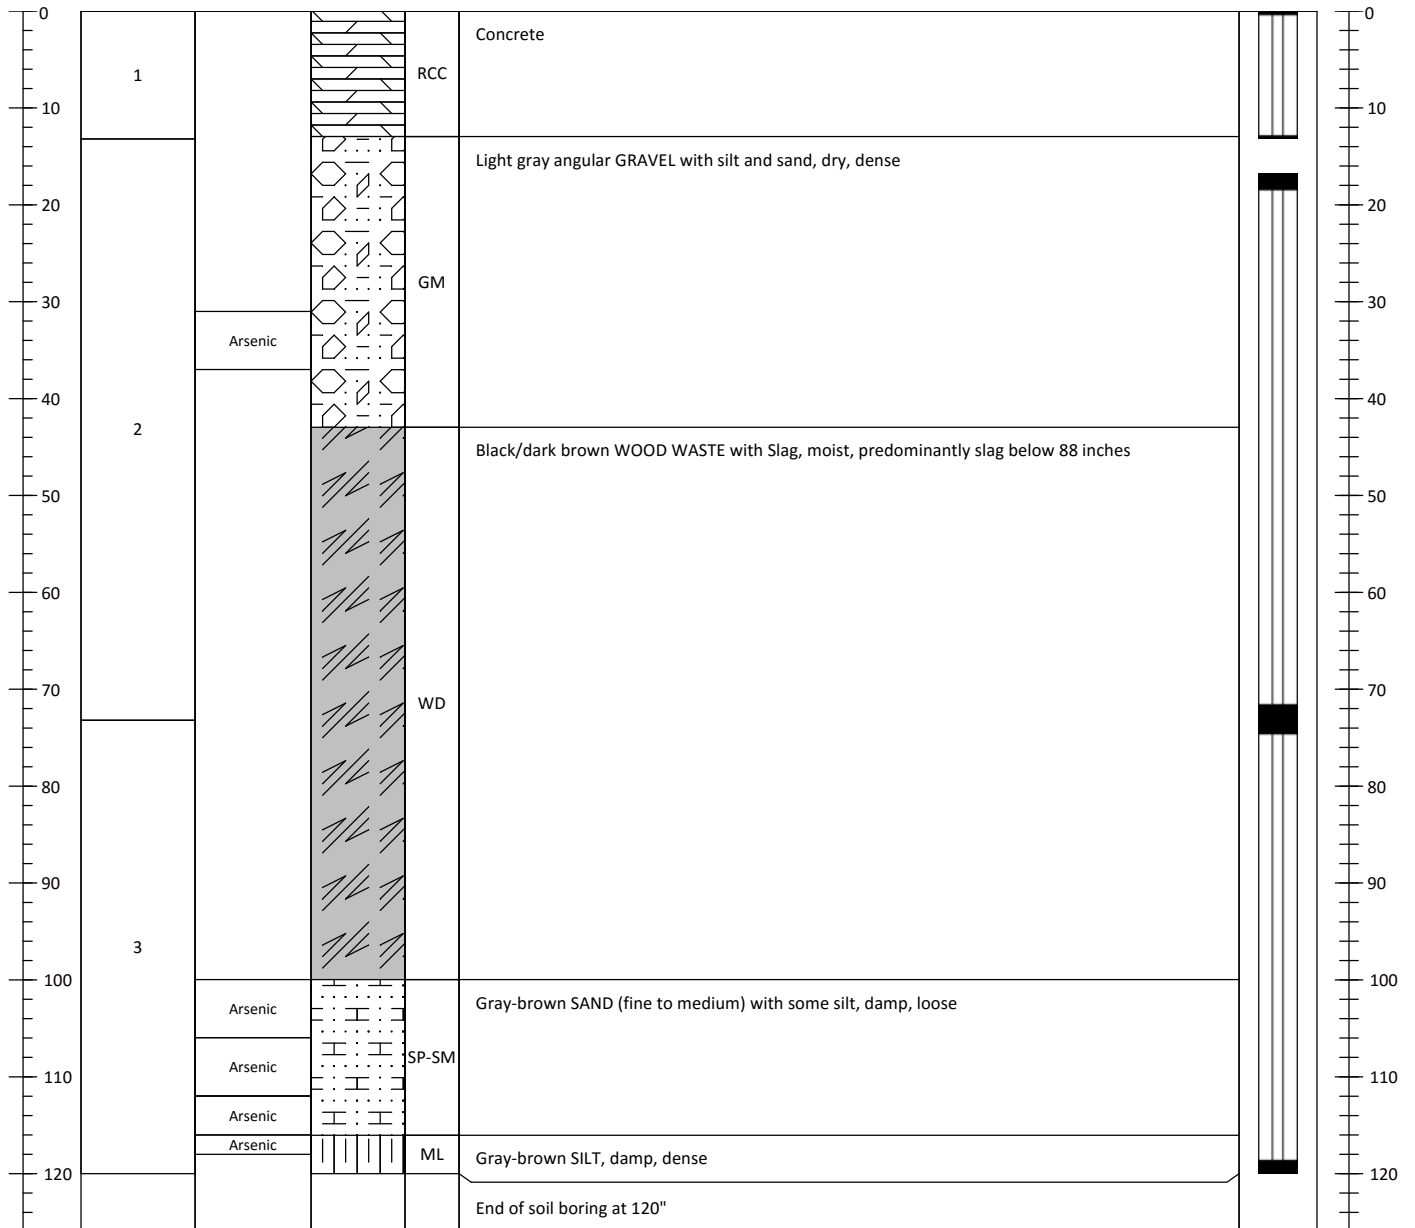 0
0
Concrete
1
RCC
10
10
Light gray angular GRAVEL with silt and sand, dry, dense
20
20
GM
30
30
Arsenic
40
40
2
Black/dark brown WOOD WASTE with Slag, moist, predominantly slag below 88 inches
50
50
60
60
70
70
WD
80
80
90
90
3
100
100
Arsenic
Gray-brown SAND (fine to medium) with some silt, damp, loose
SP-SM
Arsenic
110
110
Arsenic
Arsenic
ML
Gray-brown SILT, damp, dense
120
120
End of soil boring at 120"